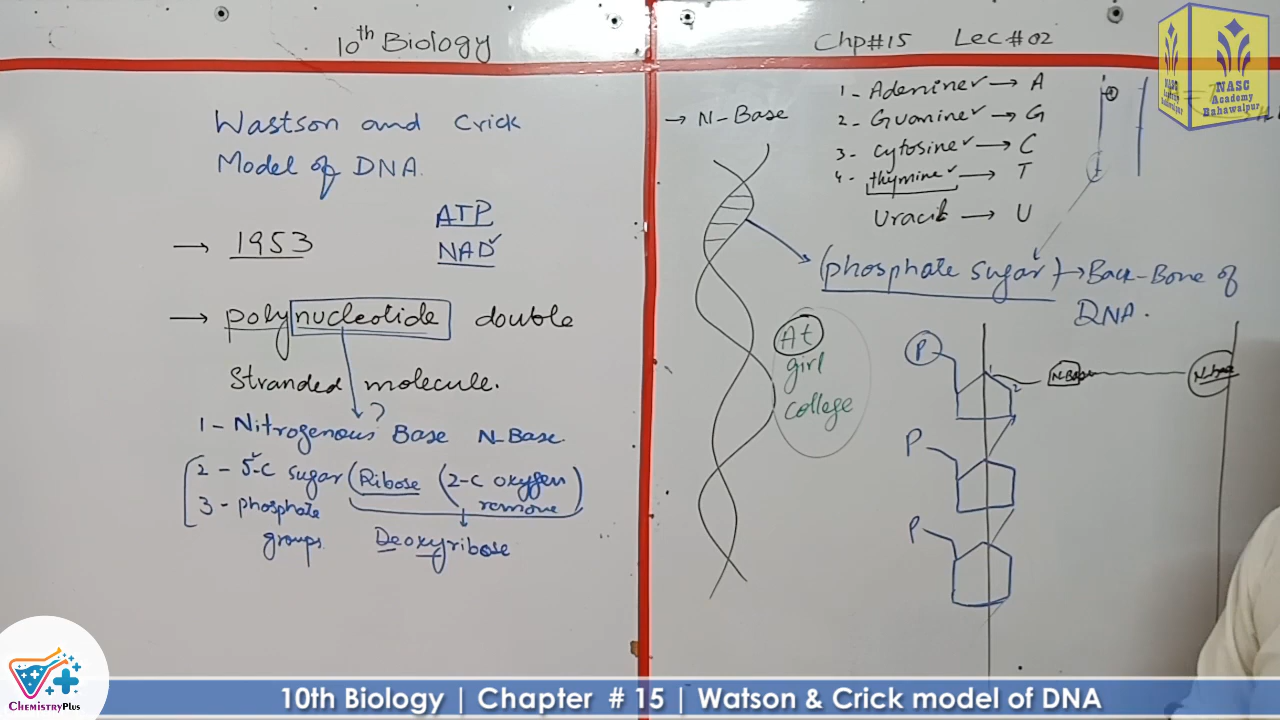 10th Biology
Wastson and Crick
Model of DNA.
→ 1953
ATP
NAD
→ polynucleotide double
Stranded molecule.
?
1- Nitrogenous Base N-Base.
2- 5-C sugar (Ribose (2-C oxygen
remove)
3- phosphate
groups.
Deoxyribose
Chp#15 Lec#02
→ N-Base
1- Adenine → A
2- Guanine → G
3- Cytosine → C
4- thymine → T
Uracil → U
(phosphate sugar) → Back-Bone of
DNA.
At
girl
college
P
1
2
N-Base
N-base
P
P
NASC
Academy
Bahawalpur
ChemistryPlus
10th Biology | Chapter # 15 | Watson & Crick model of DNA